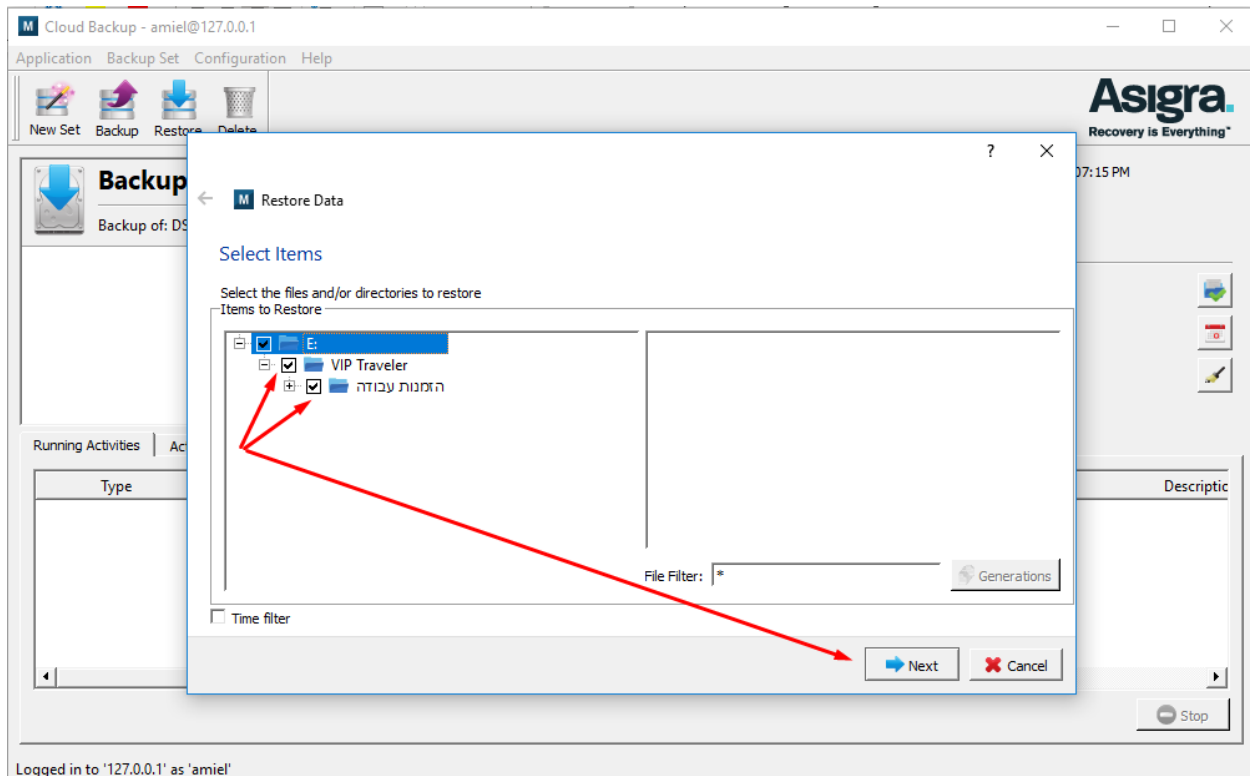 M Cloud Backup - amiel@127.0.0.1
Application Backup Set Configuration Help
New Set Backup Restore Delete
Asigra.
Recovery is Everything
Backup
07:15 PM
Backup of: DS
M Restore Data
Select Items
Select the files and/or directories to restore
Items to Restore
E:
VIP Traveler
הזמנות עבודה
File Filter: *
Generations
Time filter
Next Cancel
Running Activities Ac
Type
Descriptic
Stop
Logged in to '127.0.0.1' as 'amiel'